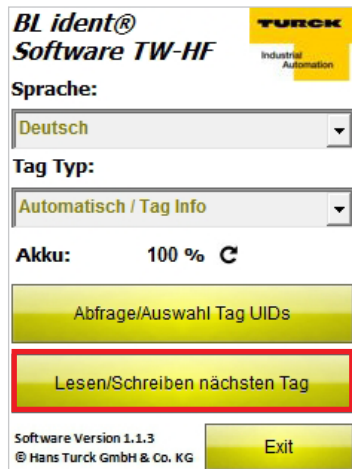 BL ident®
Software TW-HF
TURCK
Industrial
Automation
Sprache:
Deutsch
Tag Typ:
Automatisch / Tag Info
Akku: 100 %
Abfrage/Auswahl Tag UIDs
Lesen/Schreiben nächsten Tag
Software Version 1.1.3
© Hans Turck GmbH & Co. KG
Exit